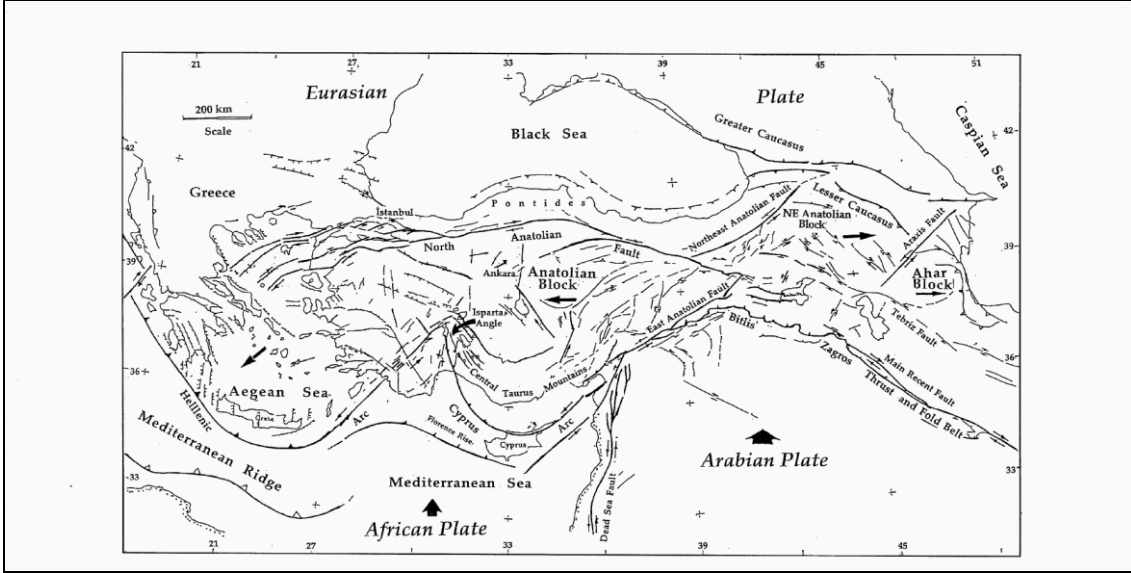 21 27 33 39 45 51
Eurasian Plate
200 km
Scale
Black Sea
Greater Caucasus
Caspian Sea
42 42
Greece
Pontides
Istanbul
Northeast Anatolian Fault
Lesser Caucasus
NE Anatolian
Block
Araxis Fault
North Anatolian Fault
39 39
Ankara
Anatolian
Block
Ahar
Block
Isparta
Angle
East Anatolian Fault
Bitlis
Tebriz Fault
36 36
Aegean Sea
Central Taurus Mountains
Zagros Thrust and Fold Belt
Main Recent Fault
Helllenic Arc
Crete
Cyprus Arc
Florence Rise
Cyprus
Mediterranean Ridge
Arabian Plate
33 33
Mediterranean Sea
Dead Sea Fault
African Plate
21 27 33 39 45